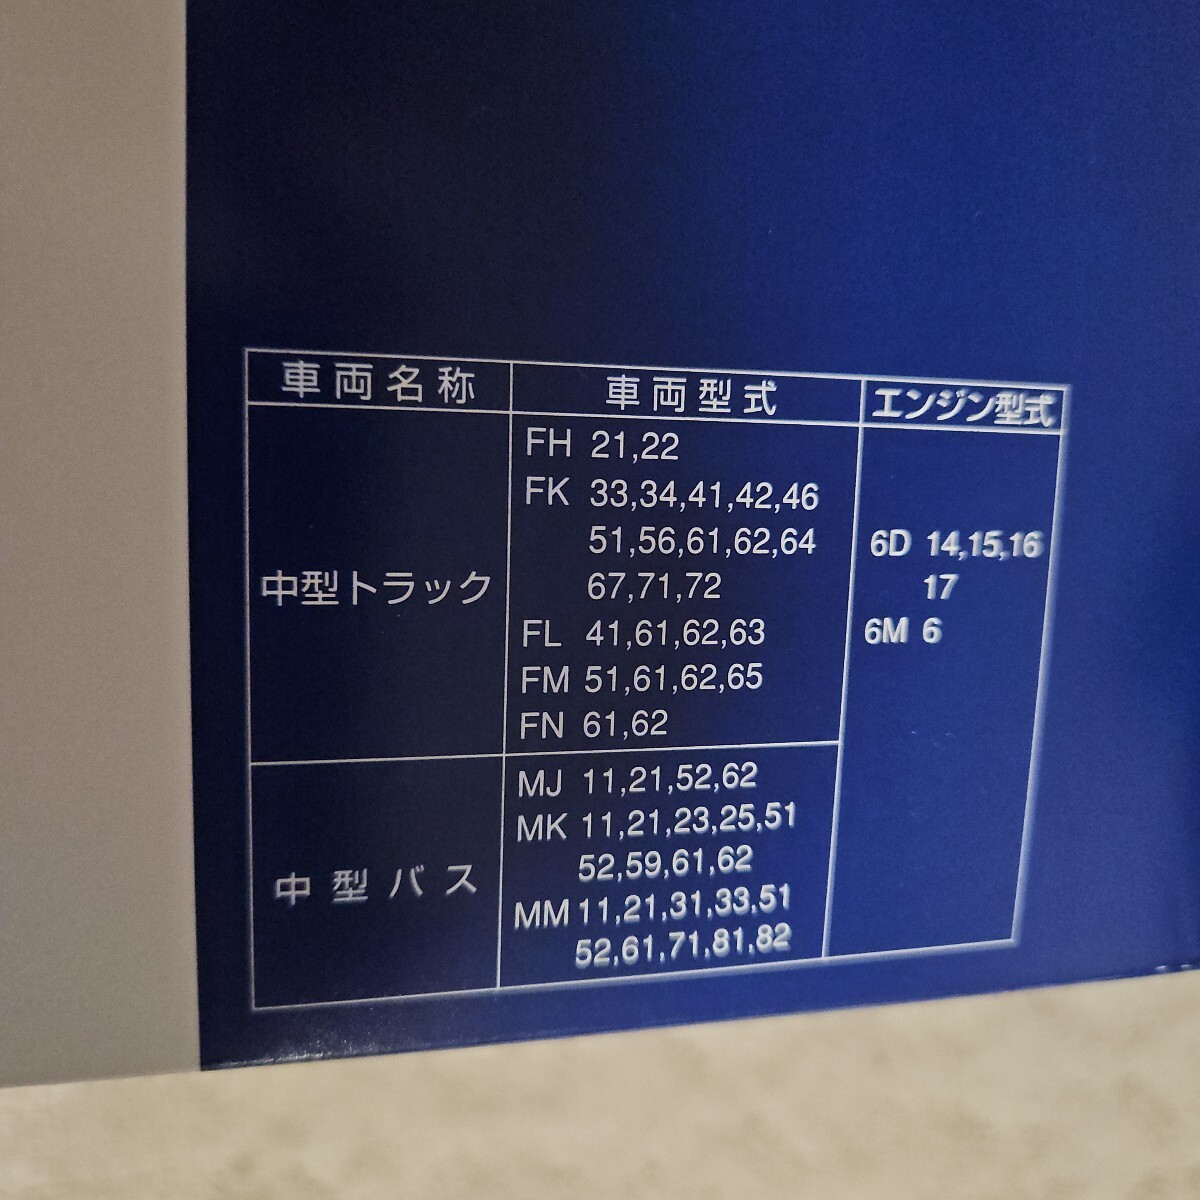 車両名称 車両型式 エンジン型式
中型トラック
FH 21,22
FK 33,34,41,42,46
51,56,61,62,64
67,71,72
FL 41,61,62,63
FM 51,61,62,65
FN 61,62
中型バス
MJ 11,21,52,62
MK 11,21,23,25,51
52,59,61,62
MM 11,21,31,33,51
52,61,71,81,82
6D 14,15,16
17
6M 6